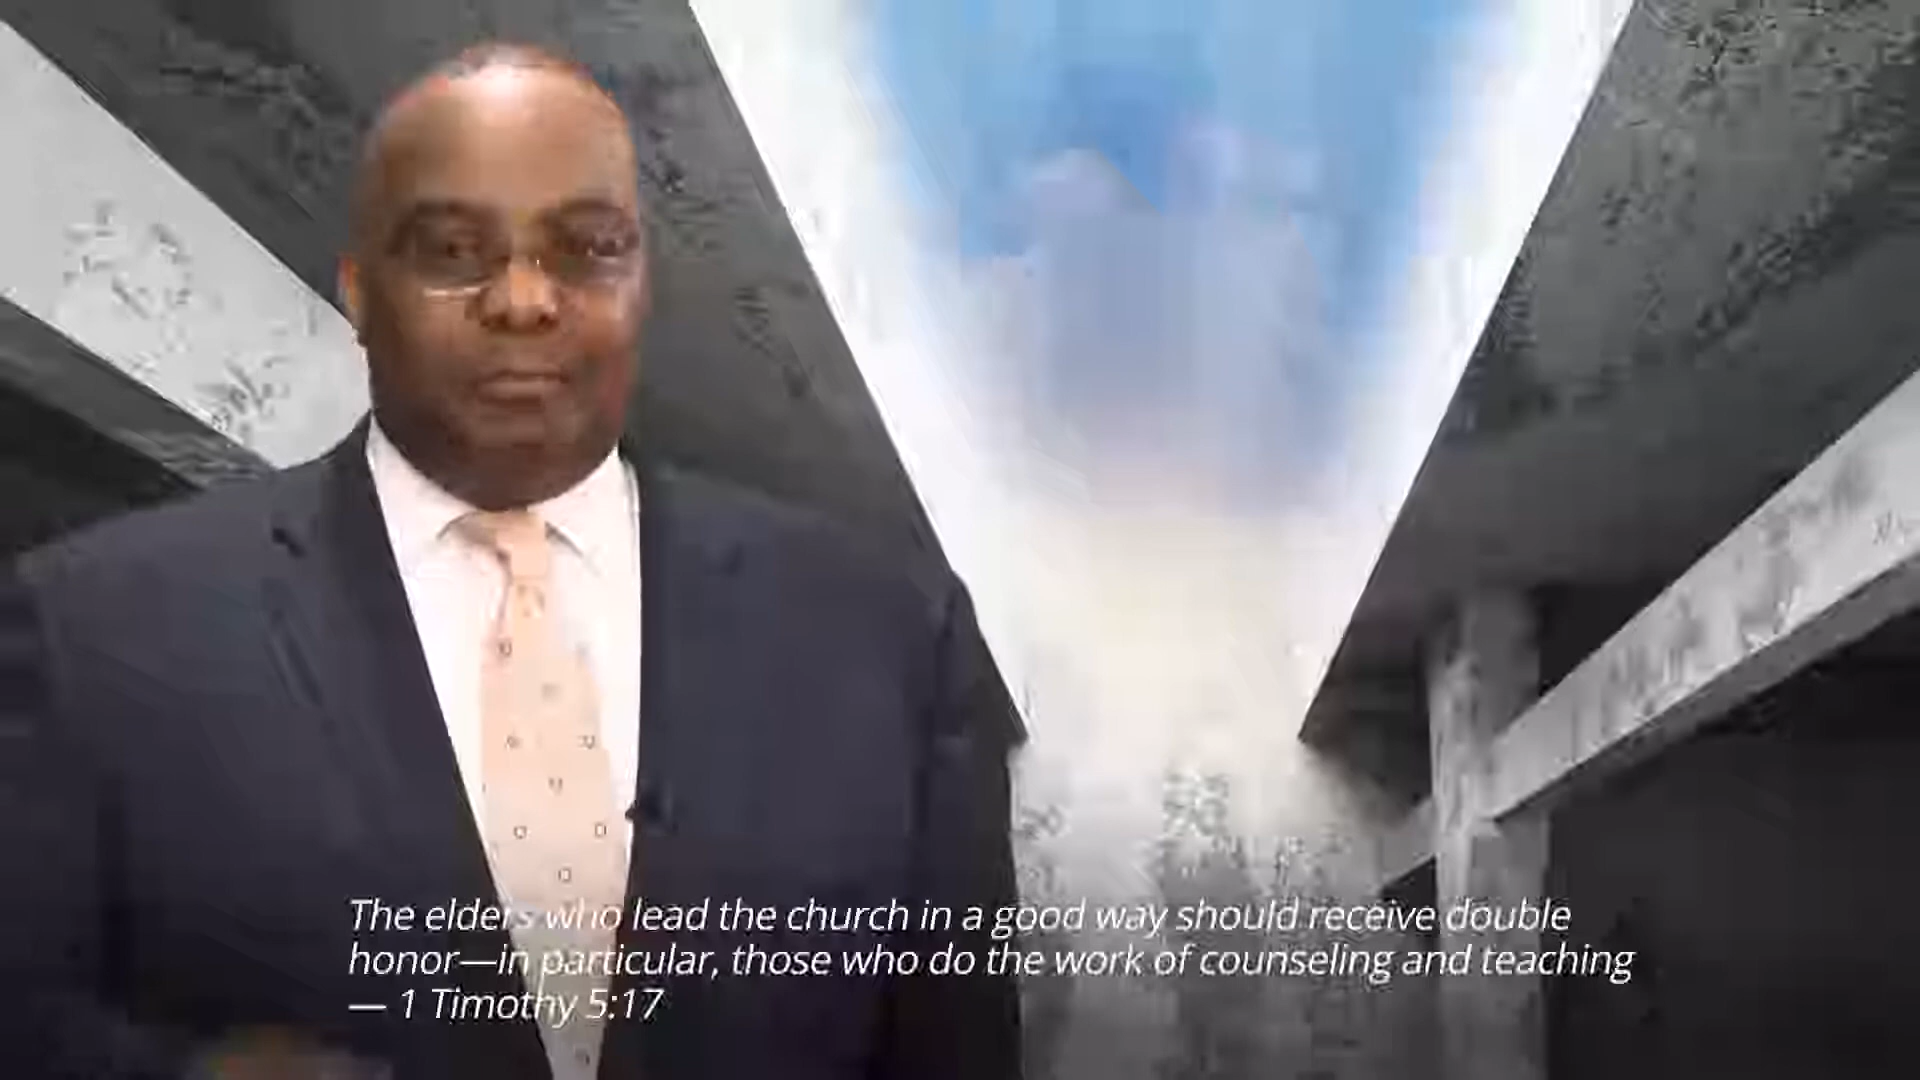 The elders who lead the church in a good way should receive double
honor—in particular, those who do the work of counseling and teaching
— 1 Timothy 5:17